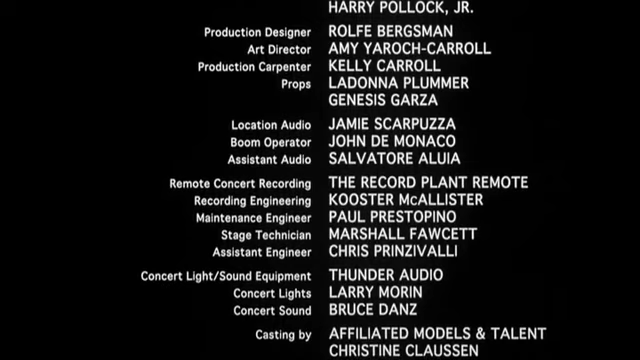 HARRY POLLOCK, JR.
Production Designer ROLFE BERGSMAN
Art Director AMY YAROCH-CARROLL
Production Carpenter KELLY CARROLL
Props LADONNA PLUMMER
GENESIS GARZA
Location Audio JAMIE SCARPUZZA
Boom Operator JOHN DE MONACO
Assistant Audio SALVATORE ALUIA
Remote Concert Recording THE RECORD PLANT REMOTE
Recording Engineering KOOSTER McALLISTER
Maintenance Engineer PAUL PRESTOPINO
Stage Technician MARSHALL FAWCETT
Assistant Engineer CHRIS PRINZIVALLI
Concert Light/Sound Equipment THUNDER AUDIO
Concert Lights LARRY MORIN
Concert Sound BRUCE DANZ
Casting by AFFILIATED MODELS & TALENT
CHRISTINE CLAUSSEN